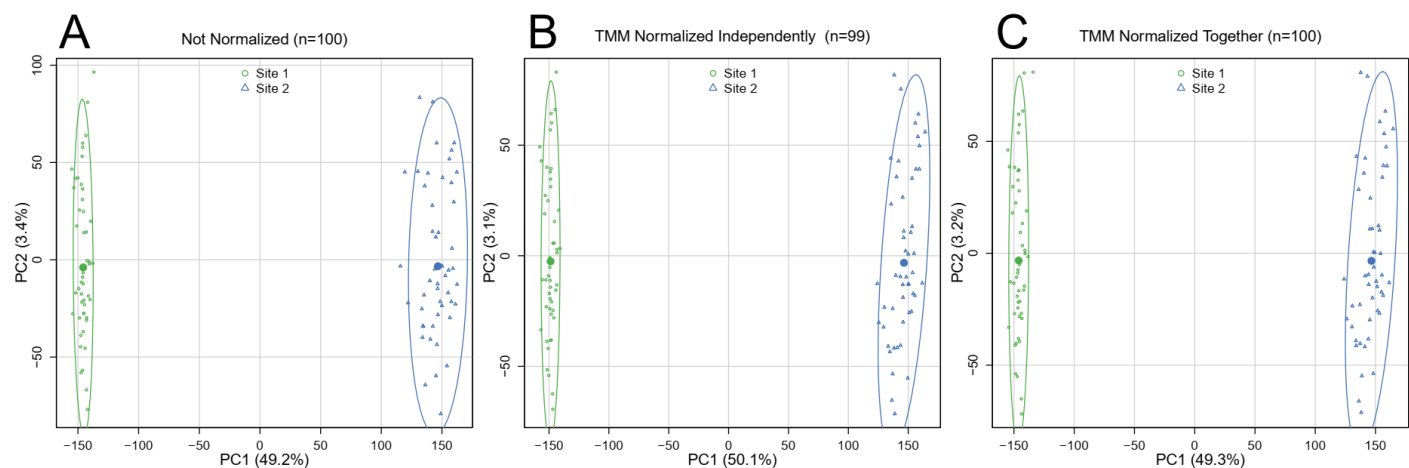 A
Not Normalized (n=100)
Site 1
Site 2
100
50
0
−50
PC2 (3.4%)
−150
−100
−50
0
50
100
150
PC1 (49.2%)
B
TMM Normalized Independently (n=99)
Site 1
Site 2
50
0
−50
PC2 (3.1%)
−150
−100
−50
0
50
100
150
PC1 (50.1%)
C
TMM Normalized Together (n=100)
Site 1
Site 2
50
0
−50
PC2 (3.2%)
−150
−100
−50
0
50
100
150
PC1 (49.3%)